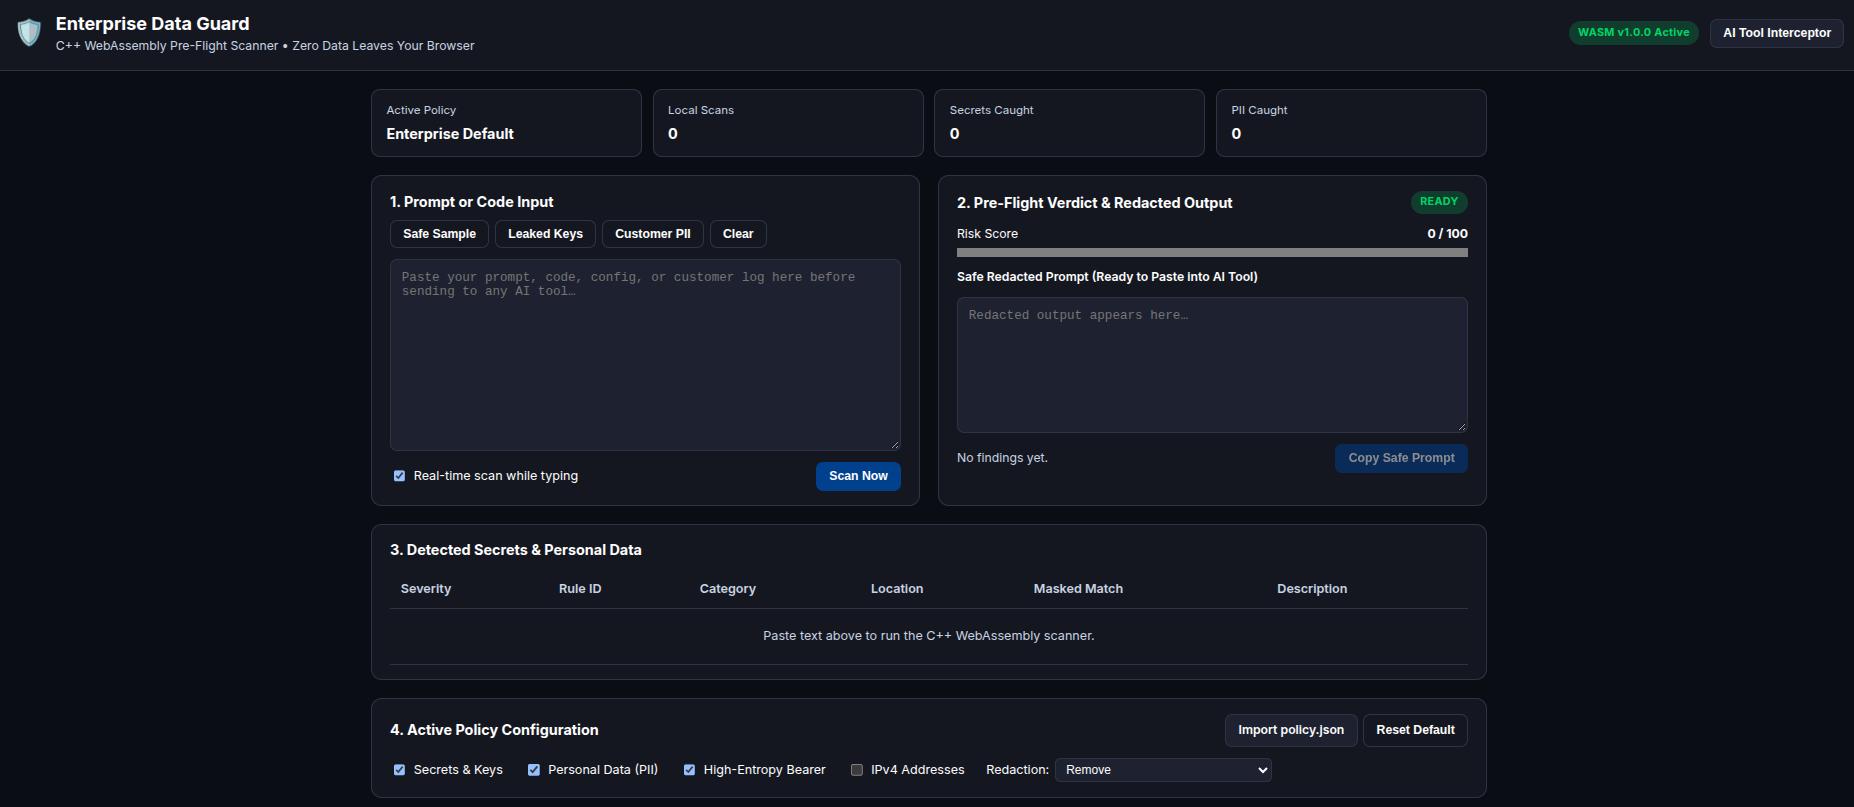 Enterprise Data Guard
C++ WebAssembly Pre-Flight Scanner • Zero Data Leaves Your Browser
WASM v1.0.0 Active
AI Tool Interceptor
Active Policy
Enterprise Default
Local Scans
0
Secrets Caught
0
PII Caught
0
1. Prompt or Code Input
Safe Sample
Leaked Keys
Customer PII
Clear
Paste your prompt, code, config, or customer log here before
sending to any AI tool…
Real-time scan while typing
Scan Now
2. Pre-Flight Verdict & Redacted Output
READY
Risk Score
0 / 100
Safe Redacted Prompt (Ready to Paste into AI Tool)
Redacted output appears here…
No findings yet.
Copy Safe Prompt
3. Detected Secrets & Personal Data
Severity Rule ID Category Location Masked Match Description
Paste text above to run the C++ WebAssembly scanner.
4. Active Policy Configuration
Import policy.json
Reset Default
Secrets & Keys
Personal Data (PII)
High-Entropy Bearer
IPv4 Addresses
Redaction: Remove